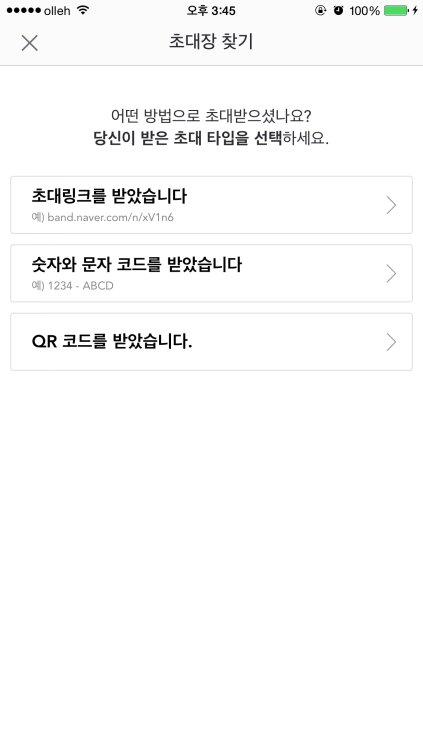 olleh 오후 3:45 100%
초대장 찾기
어떤 방법으로 초대받으셨나요?
당신이 받은 초대 타입을 선택하세요.
초대링크를 받았습니다
예) band.naver.com/n/xV1n6
숫자와 문자 코드를 받았습니다
예) 1234 - ABCD
QR 코드를 받았습니다.